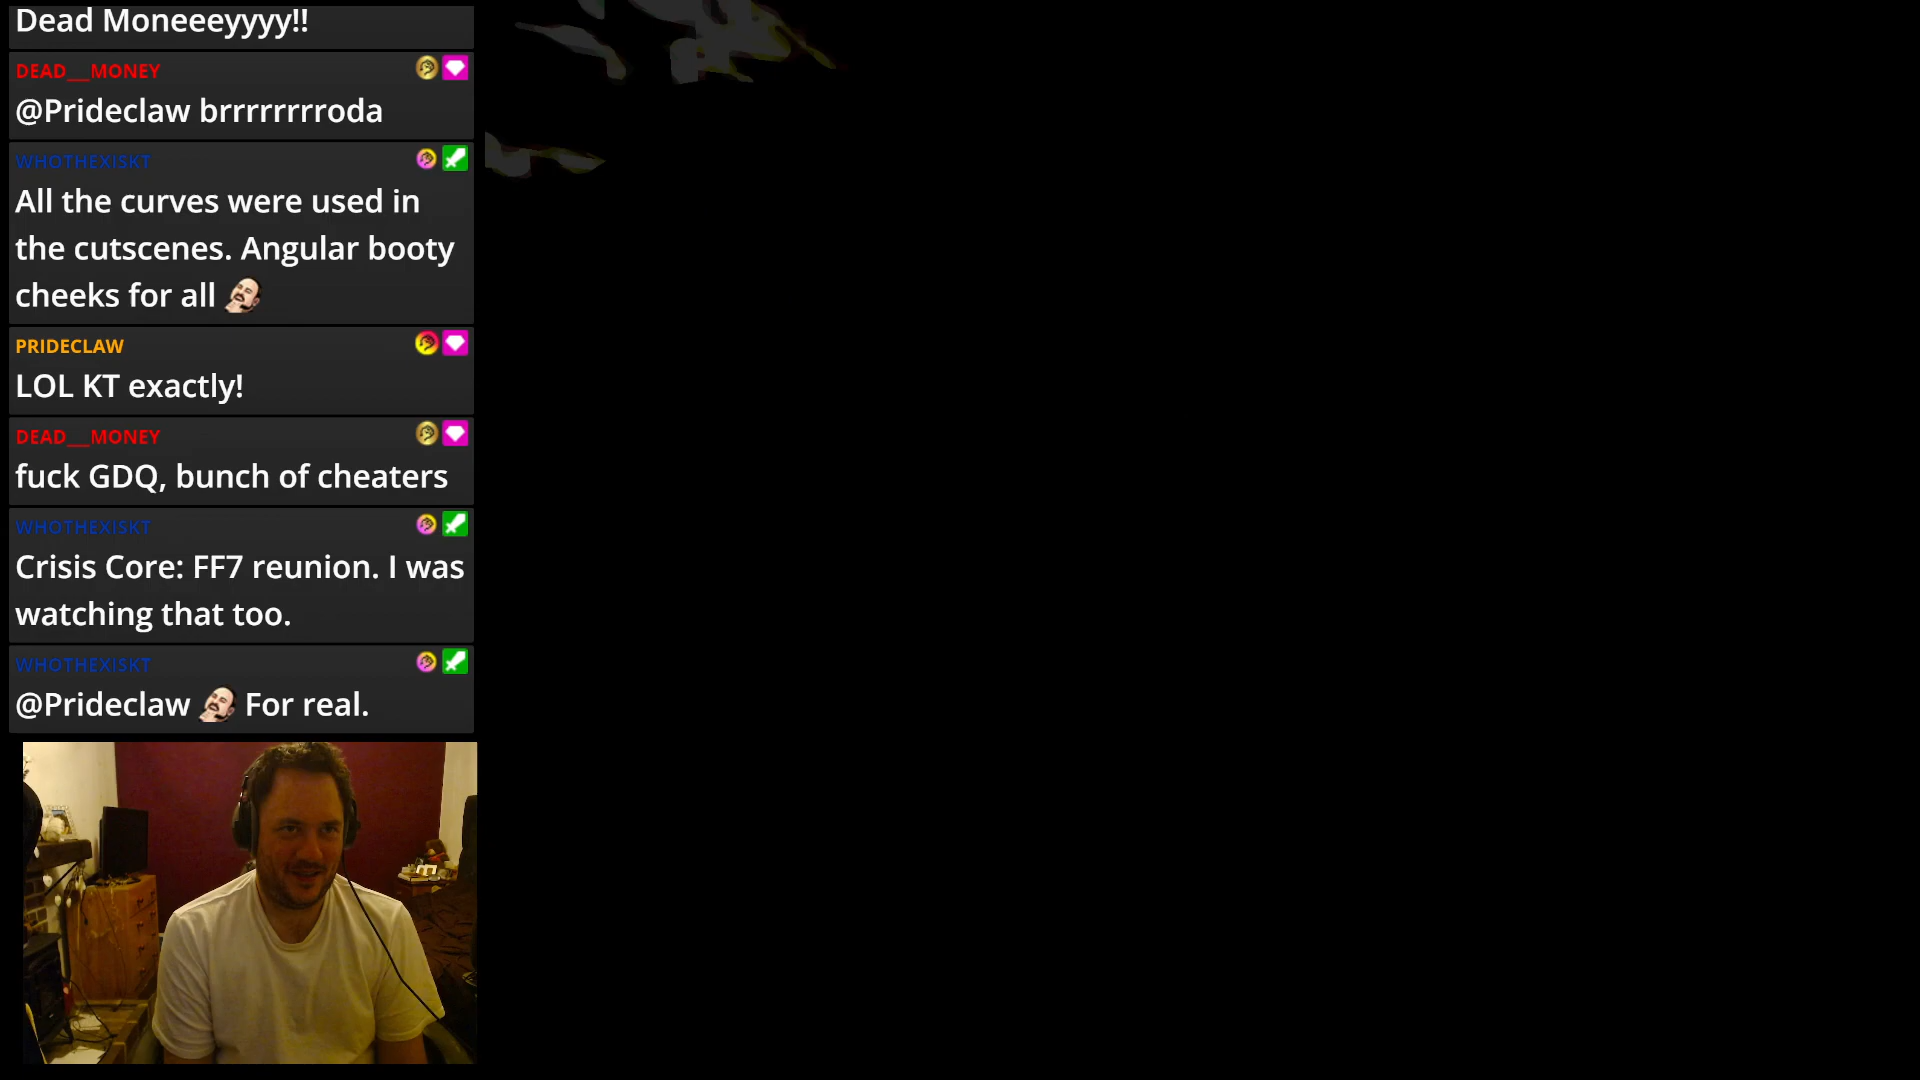 Dead Moneeeyyyy!!
DEAD__MONEY
@Prideclaw brrrrrrrroda
WHOTHEXISKT
All the curves were used in
the cutscenes. Angular booty
cheeks for all
PRIDECLAW
LOL KT exactly!
DEAD__MONEY
fuck GDQ, bunch of cheaters
WHOTHEXISKT
Crisis Core: FF7 reunion. I was
watching that too.
WHOTHEXISKT
@Prideclaw For real.